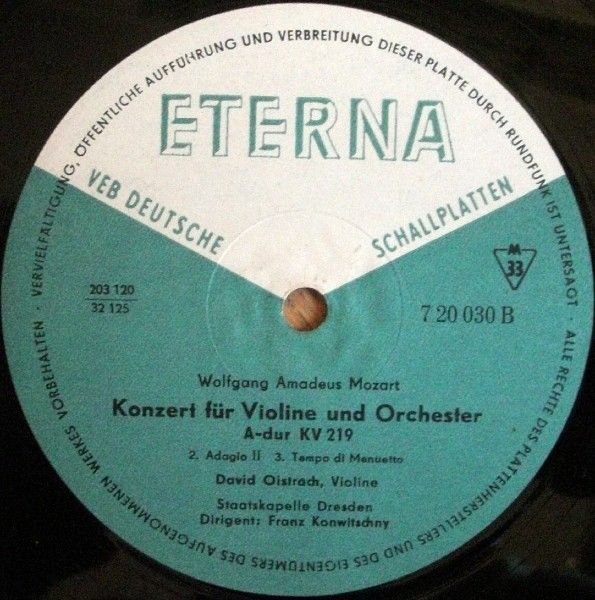 ETERNA
VEB DEUTSCHE SCHALLPLATTEN
M
33
203 120
32 125
7 20 030 B
Wolfgang Amadeus Mozart
Konzert für Violine und Orchester
A-dur KV 219
2. Adagio II 3. Tempo di Menuetto
David Oistrach, Violine
Staatskapelle Dresden
Dirigent: Franz Konwitschny
ALLE RECHTE DES PLATTENHERSTELLERS UND DES EIGENTÜMERS DES AUFGENOMMENEN WERKES VORBEHALTEN · VERVIELFÄLTIGUNG, ÖFFENTLICHE AUFFÜHRUNG UND VERBREITUNG DIESER PLATTE DURCH RUNDFUNK IST UNTERSAGT ·